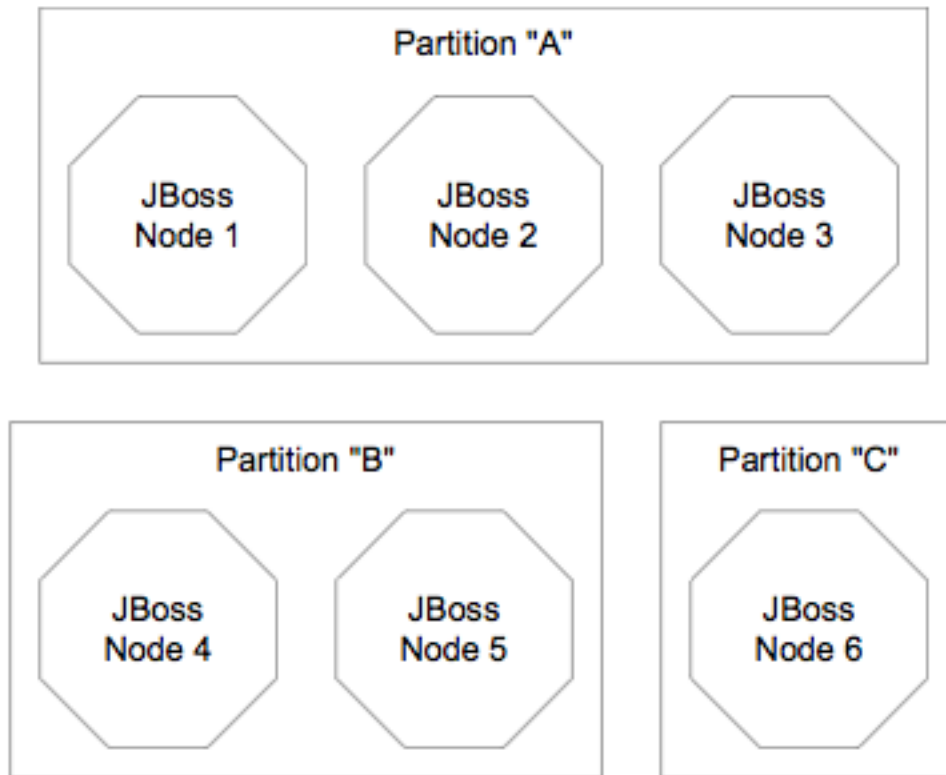 Partition "A"
JBoss
Node 1
JBoss
Node 2
JBoss
Node 3
Partition "B"
JBoss
Node 4
JBoss
Node 5
Partition "C"
JBoss
Node 6